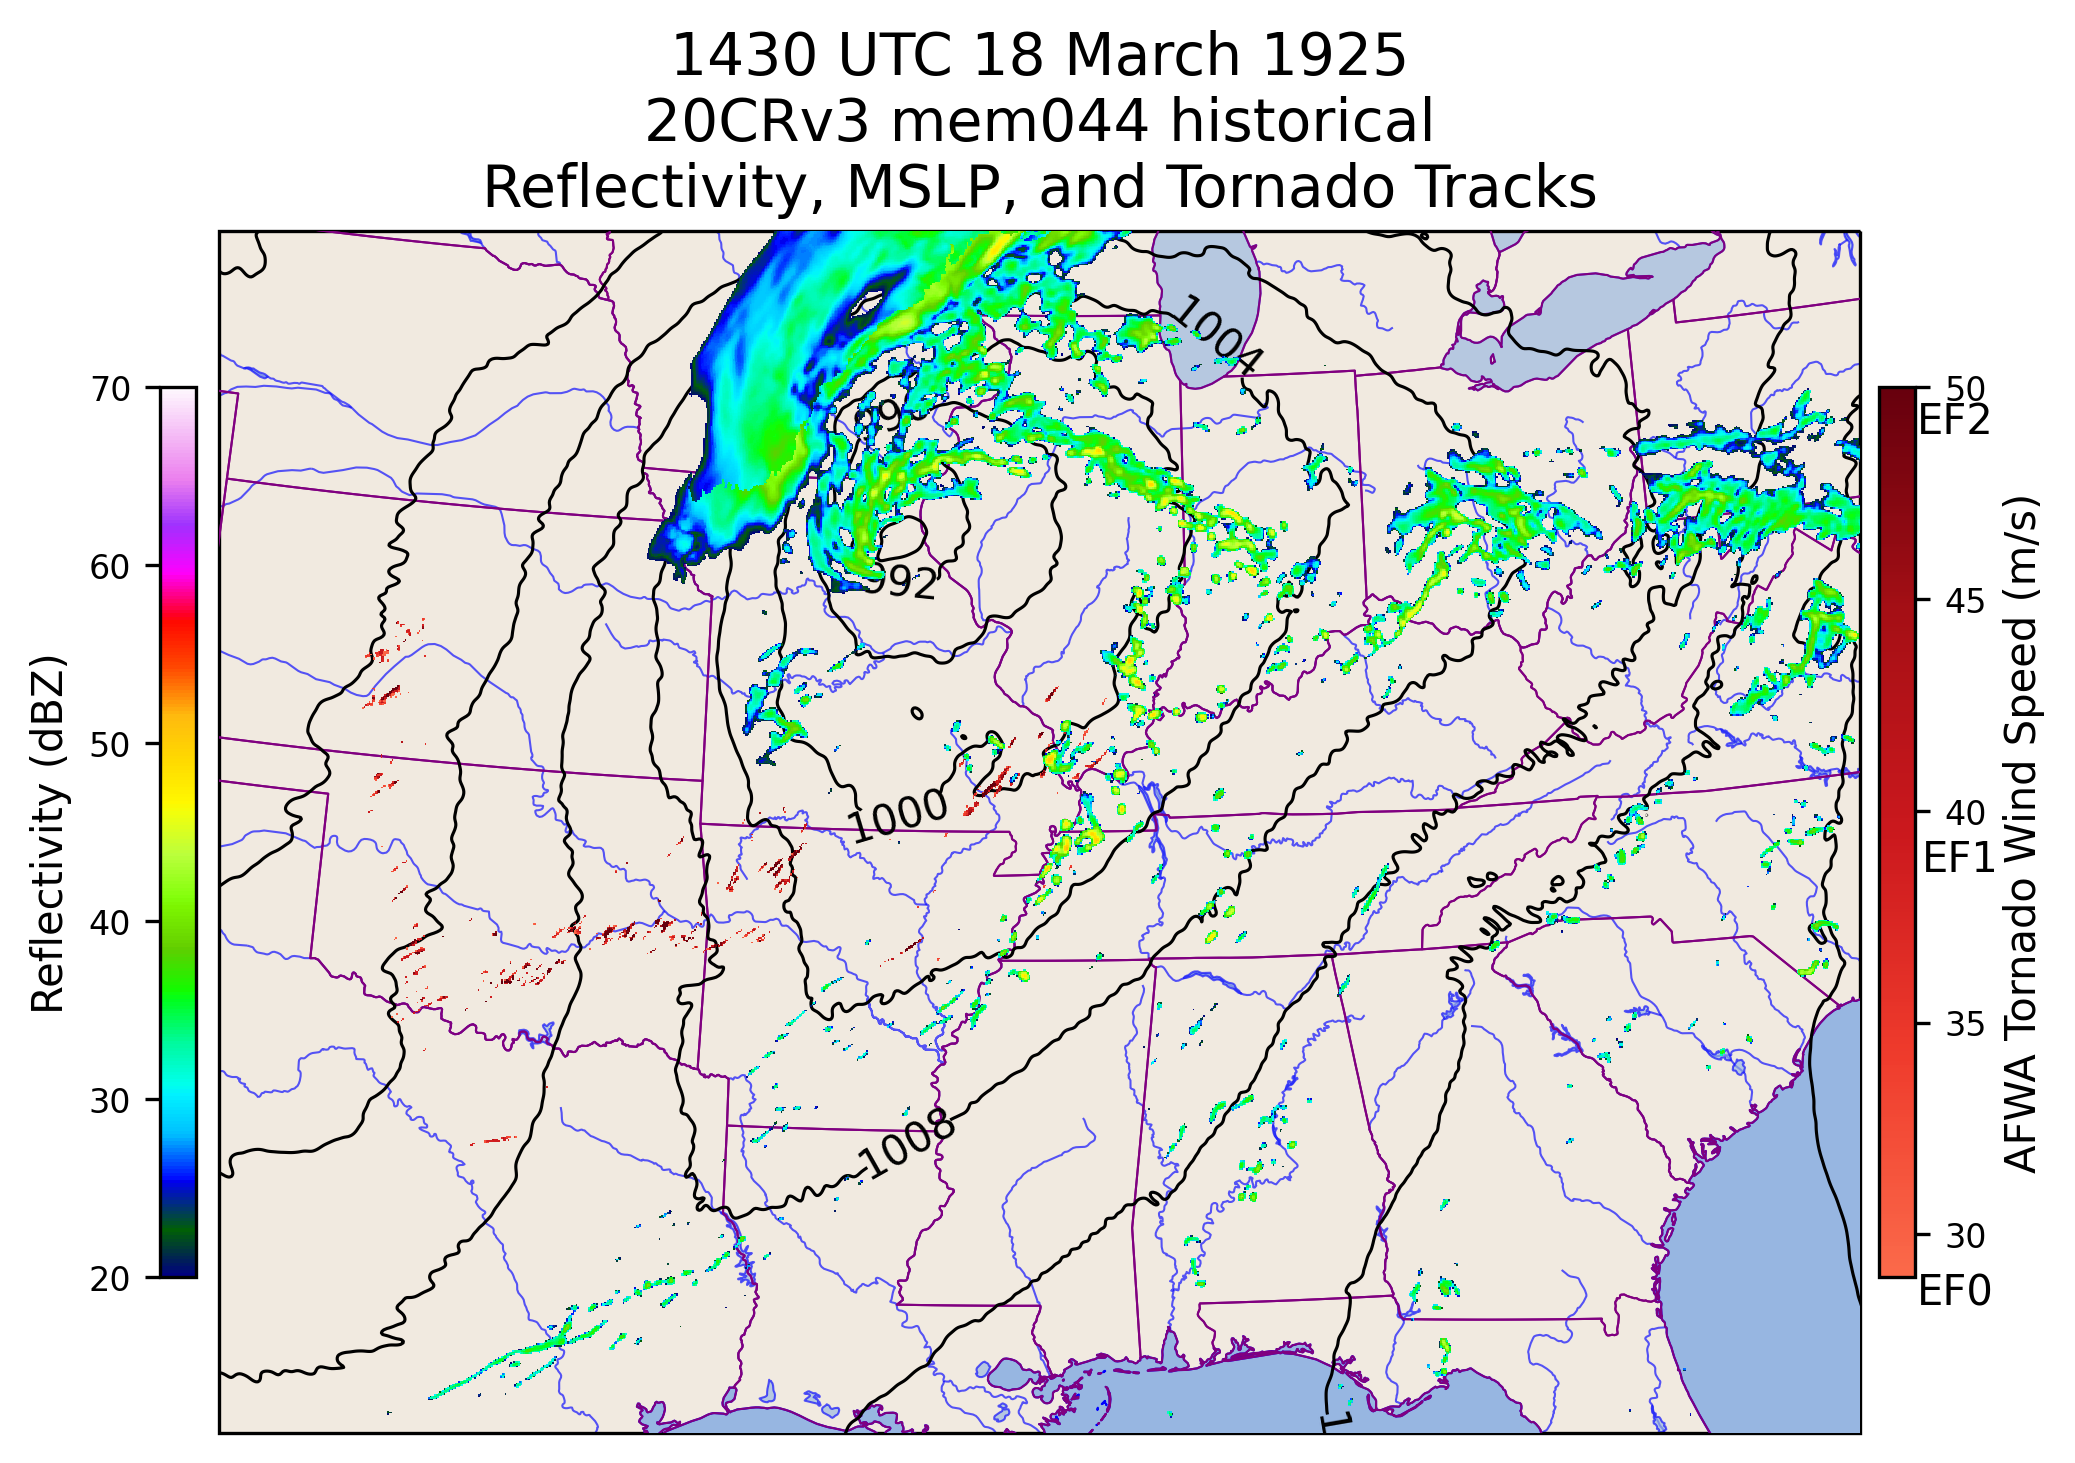 1430 UTC 18 March 1925
20CRv3 mem044 historical
Reflectivity, MSLP, and Tornado Tracks
1004
992
1000
1008
1
70
60
50
40
30
20
Reflectivity (dBZ)
50
EF2
45
40
EF1
35
30
EF0
AFWA Tornado Wind Speed (m/s)